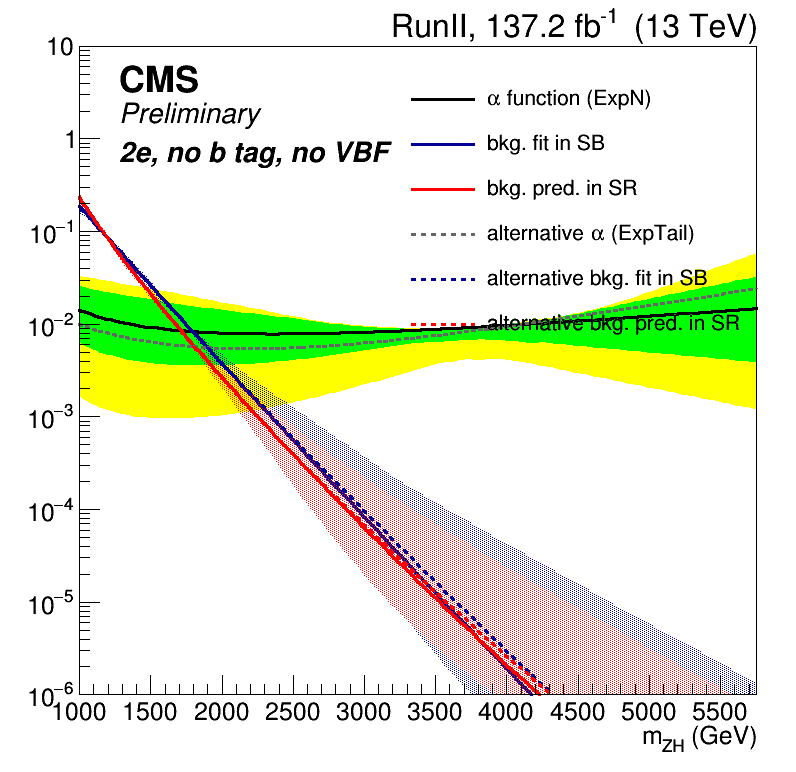 RunII, 137.2 fb⁻¹ (13 TeV)
10
CMS
Preliminary
2e, no b tag, no VBF
α function (ExpN)
bkg. fit in SB
bkg. pred. in SR
alternative α (ExpTail)
alternative bkg. fit in SB
alternative bkg. pred. in SR
1
10⁻¹
10⁻²
10⁻³
10⁻⁴
10⁻⁵
10⁻⁶
1000 1500 2000 2500 3000 3500 4000 4500 5000 5500
m_ZH (GeV)